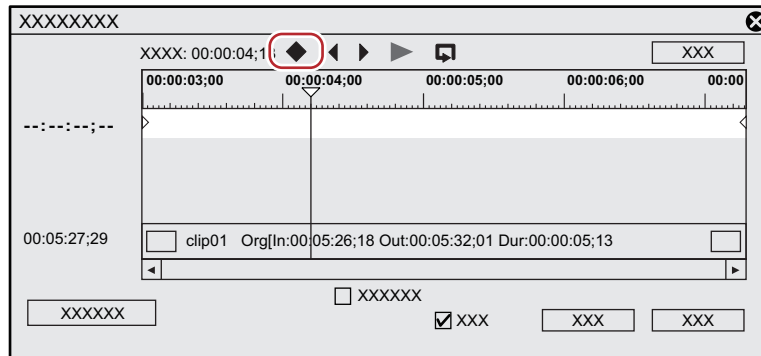 XXXXXXXX
XXXX: 00:00:04;1
XXX
00:00:03;00 00:00:04;00 00:00:05;00 00:00:06;00 00:00
--:--:--;--
00:05:27;29 clip01 Org[In:00:05:26;18 Out:00:05:32;01 Dur:00:00:05;13
XXXXXX
XXXXXX
XXX XXX XXX